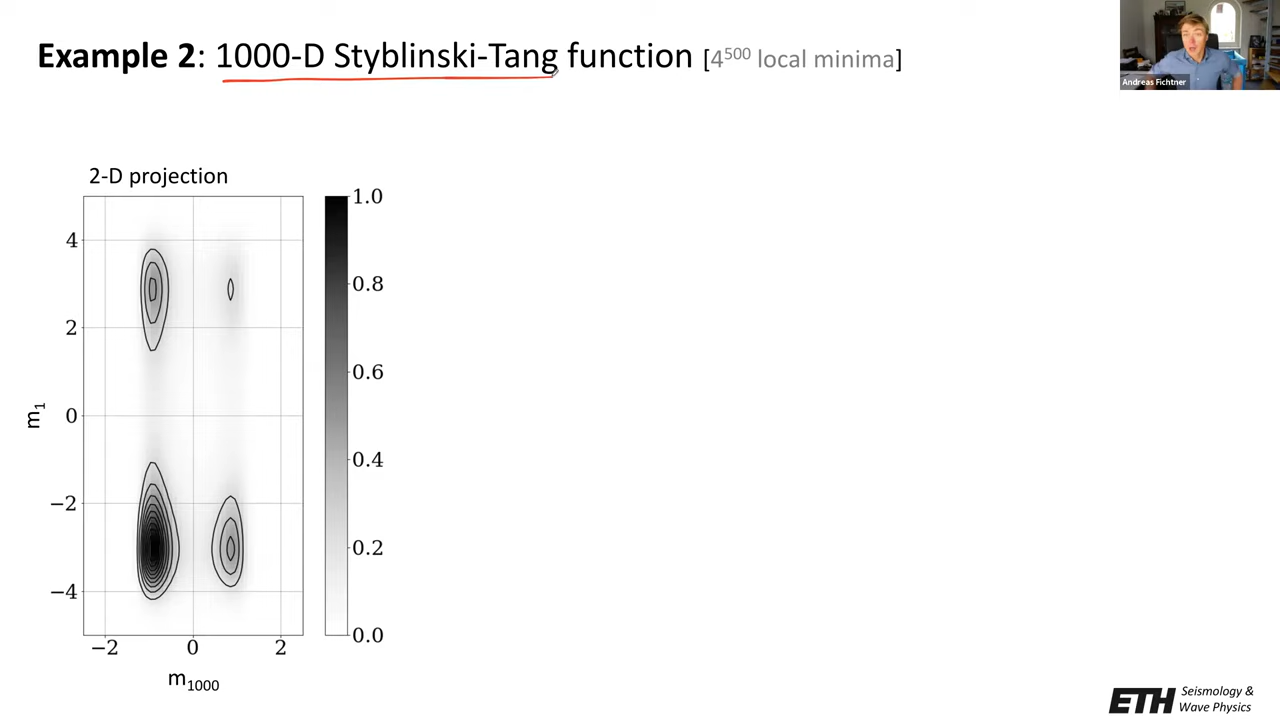 Example 2: 1000-D Styblinski-Tang function [4⁵⁰⁰ local minima]
Andreas Fichtner
2-D projection
1.0
0.8
0.6
0.4
0.2
0.0
4
2
0
−2
−4
m₁
−2 0 2
m₁₀₀₀
ETH Seismology &
Wave Physics